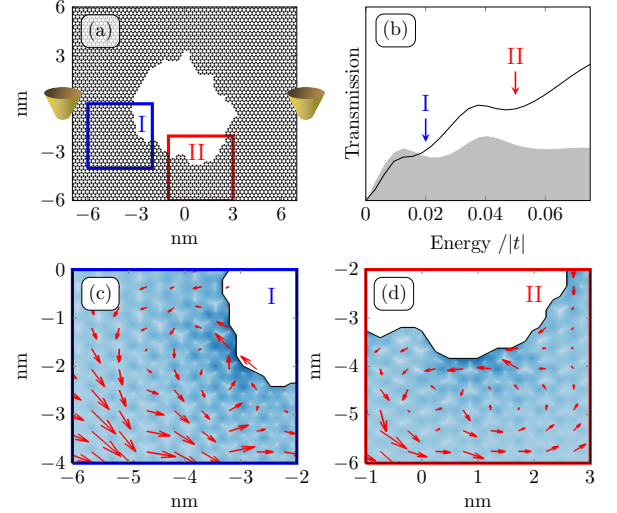 6
3
0
−3
−6
nm
(a)
I
II
−6 −3 0 3 6
nm
(b)
I
II
Transmission
0 0.02 0.04 0.06
Energy /|t|
(c)
I
0
−1
−2
−3
−4
nm
−6 −5 −4 −3 −2
nm
(d)
II
−2
−3
−4
−5
−6
−1 0 1 2 3
nm